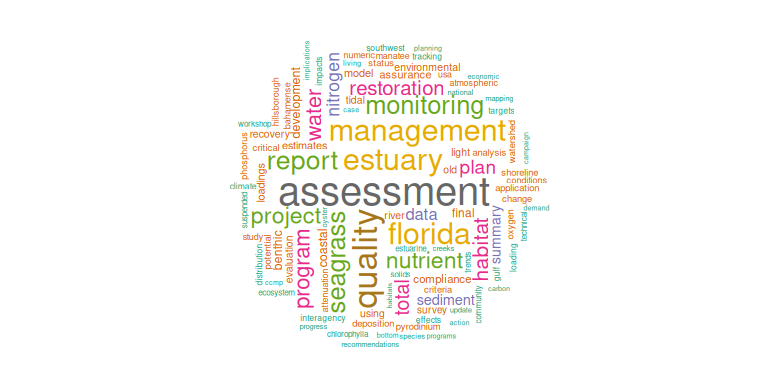 southwest
planning
numeric manatee tracking
implications
living status environmental
impacts
model assurance usa economic
nitrogen
restoration atmospheric
national
development
hillsborough
bahamense
water
tidal monitoring mapping
case
targets
workshop
management
recovery
critical estimates
watershed
campaign
phosphorus
report estuary light analysis
old plan
shoreline
conditions
loadings
climate
assessment
application
change
suspended
project
oyster
river data final
summary
oxygen
technical
demand
florida
study
potential
benthic
evaluation
program
coastal
seagrass
quality
estuarine creeks
habitat
nutrient
trends
gulf
loading
distribution
ccmp
attenuation
solids
compliance
total
habitats
criteria
carbon
ecosystem
sediment
community
using survey update
interagency
deposition pyrodinium
effects action
progress
chlorophylla bottom species programs
recommendations